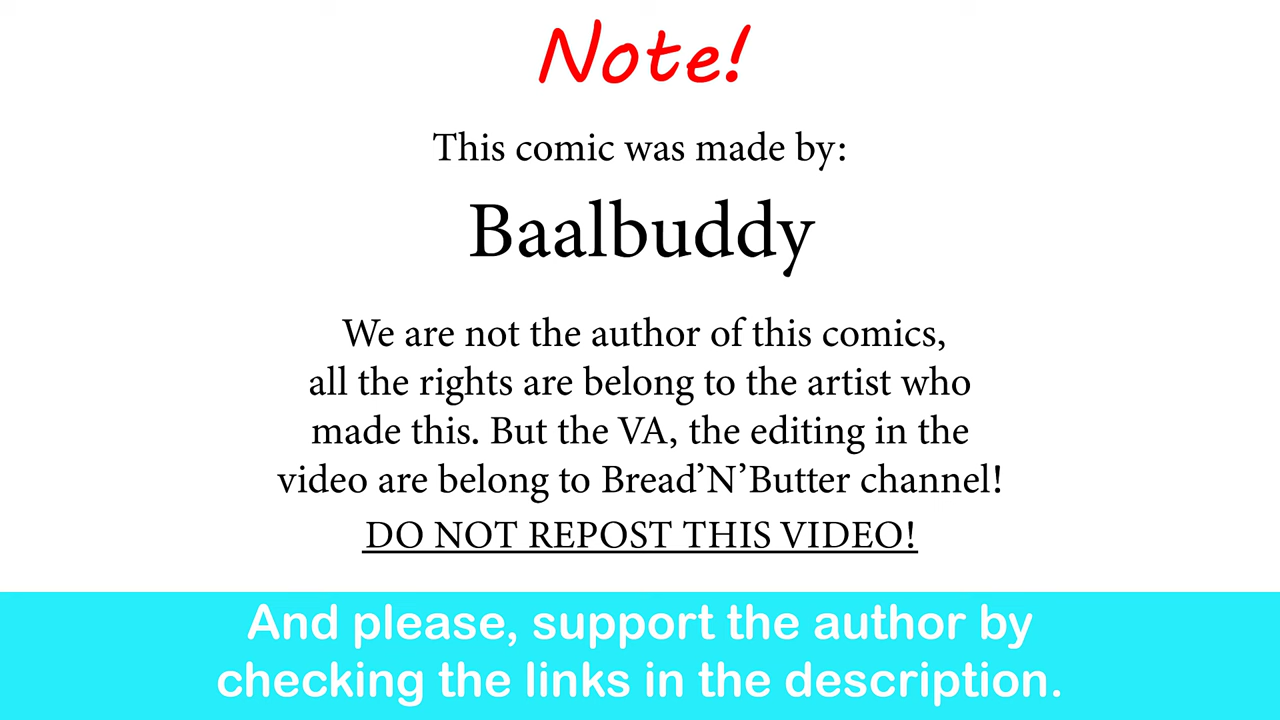 Note!
This comic was made by:
Baalbuddy
We are not the author of this comics,
all the rights are belong to the artist who
made this. But the VA, the editing in the
video are belong to Bread’N’Butter channel!
DO NOT REPOST THIS VIDEO!
And please, support the author by
checking the links in the description.